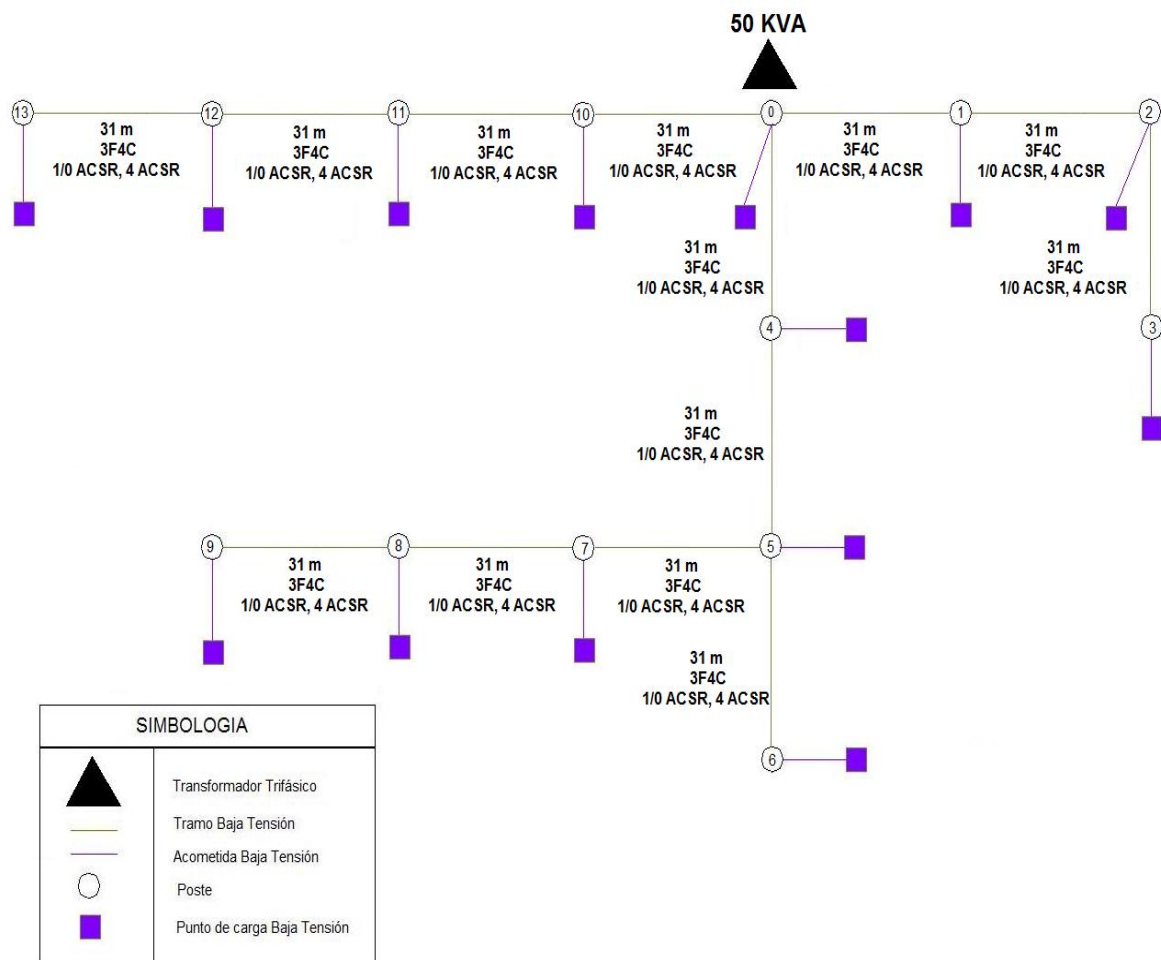 50 KVA
13
12
11
10
0
1
2
31 m
3F4C
1/0 ACSR, 4 ACSR
31 m
3F4C
1/0 ACSR, 4 ACSR
31 m
3F4C
1/0 ACSR, 4 ACSR
31 m
3F4C
1/0 ACSR, 4 ACSR
31 m
3F4C
1/0 ACSR, 4 ACSR
31 m
3F4C
1/0 ACSR, 4 ACSR
31 m
3F4C
1/0 ACSR, 4 ACSR
31 m
3F4C
1/0 ACSR, 4 ACSR
4
3
31 m
3F4C
1/0 ACSR, 4 ACSR
9
8
7
5
31 m
3F4C
1/0 ACSR, 4 ACSR
31 m
3F4C
1/0 ACSR, 4 ACSR
31 m
3F4C
1/0 ACSR, 4 ACSR
31 m
3F4C
1/0 ACSR, 4 ACSR
6
SIMBOLOGIA
Transformador Trifásico
Tramo Baja Tensión
Acometida Baja Tensión
Poste
Punto de carga Baja Tensión